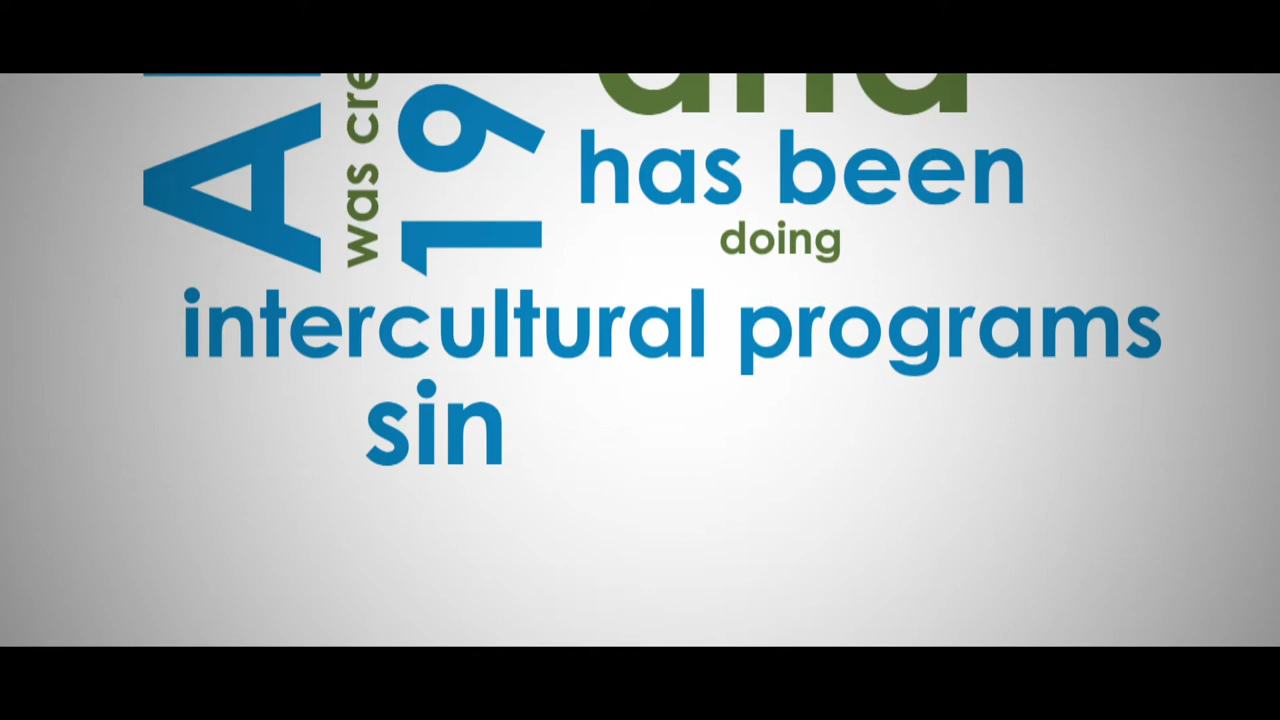 was cre
19
and
has been
doing
intercultural programs
sin